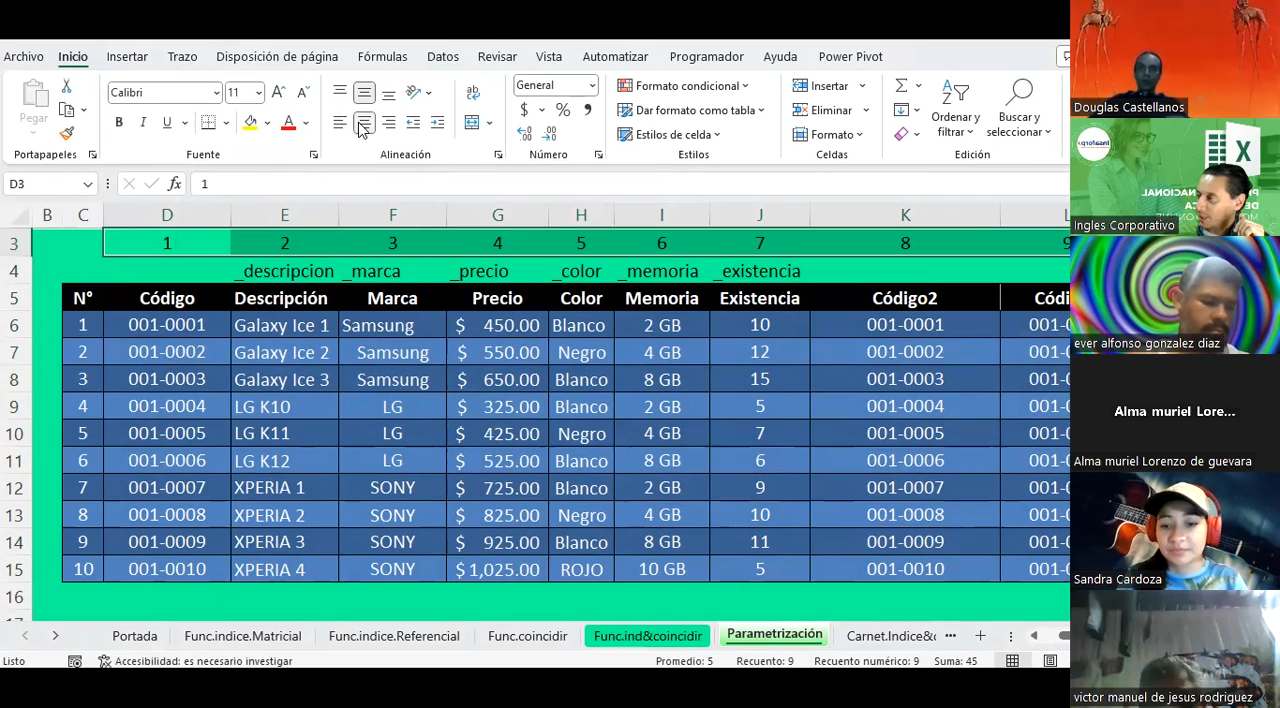 Archivo Inicio Insertar Trazo Disposición de página Fórmulas Datos Revisar Vista Automatizar Programador Ayuda Power Pivot
Pegar
Portapapeles
Calibri 11
N K S
Fuente
Alineación
General
$ % 
Número
Formato condicional
Dar formato como tabla
Estilos de celda
Estilos
Insertar
Eliminar
Formato
Celdas
Ordenar y filtrar
Buscar y seleccionar
Edición
D3 fx 1
B C D E F G H I J K L
3 1 2 3 4 5 6 7 8 9
4 _descripcion _marca _precio _color _memoria _existencia
5 N° Código Descripción Marca Precio Color Memoria Existencia Código2 Códi
6 1 001-0001 Galaxy Ice 1 Samsung $ 450.00 Blanco 2 GB 10 001-0001
7 2 001-0002 Galaxy Ice 2 Samsung $ 550.00 Negro 4 GB 12 001-0002
8 3 001-0003 Galaxy Ice 3 Samsung $ 650.00 Blanco 8 GB 15 001-0003
9 4 001-0004 LG K10 LG $ 325.00 Blanco 2 GB 5 001-0004
10 5 001-0005 LG K11 LG $ 425.00 Negro 4 GB 7 001-0005
11 6 001-0006 LG K12 LG $ 525.00 Blanco 8 GB 6 001-0006
12 7 001-0007 XPERIA 1 SONY $ 725.00 Blanco 2 GB 9 001-0007
13 8 001-0008 XPERIA 2 SONY $ 825.00 Negro 4 GB 10 001-0008
14 9 001-0009 XPERIA 3 SONY $ 925.00 Blanco 8 GB 11 001-0009
15 10 001-0010 XPERIA 4 SONY $ 1,025.00 ROJO 10 GB 5 001-0010
16
Portada Func.indice.Matricial Func.indice.Referencial Func.coincidir Func.ind&coincidir Parametrización Carnet.Indice&c
Listo Accesibilidad: es necesario investigar Promedio: 5 Recuento: 9 Recuento numérico: 9 Suma: 45
Douglas Castellanos
Ingles Corporativo
ever alfonso gonzalez diaz
Alma muriel Lore...
Alma muriel Lorenzo de guevara
Sandra Cardoza
victor manuel de jesus rodriguez